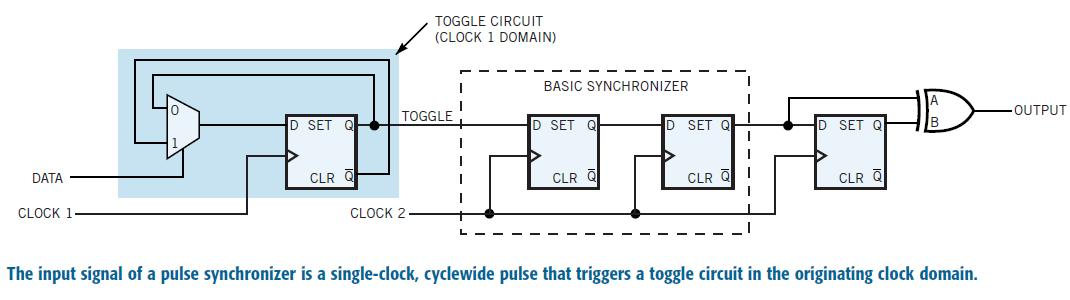 TOGGLE CIRCUIT
(CLOCK 1 DOMAIN)
BASIC SYNCHRONIZER
0
1
D SET Q
CLR Q̅
TOGGLE
D SET Q
CLR Q̅
D SET Q
CLR Q̅
D SET Q
CLR Q̅
A
B
OUTPUT
DATA
CLOCK 1
CLOCK 2
The input signal of a pulse synchronizer is a single-clock, cyclewide pulse that triggers a toggle circuit in the originating clock domain.